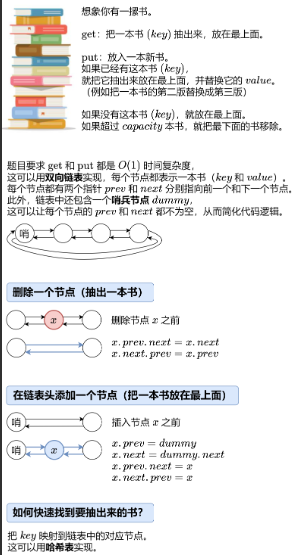 想象你有一摞书。
get：把一本书 (key) 抽出来，放在最上面。
put：放入一本新书。
如果已经有这本书 (key)，
就把它抽出来放在最上面，并替换它的 value。
（例如把一本书的第二版替换成第三版）
如果没有这本书 (key)，就放在最上面。
如果超过 capacity 本书，就把最下面的书移除。
题目要求 get 和 put 都是 O(1) 时间复杂度，
这可以用双向链表实现，每个节点都表示一本书（key 和 value）。
每个节点都有两个指针 prev 和 next 分别指向前一个和下一个节点。
此外，链表中还包含一个哨兵节点 dummy，
这可以让每个节点的 prev 和 next 都不为空，从而简化代码逻辑。
哨
删除一个节点（抽出一本书）
x
删除节点 x 之前
x.prev.next = x.next
x.next.prev = x.prev
在链表头添加一个节点（把一本书放在最上面）
哨
插入节点 x 之前
哨 x
x.prev = dummy
x.next = dummy.next
x.prev.next = x
x.next.prev = x
如何快速找到要抽出来的书？
把 key 映射到链表中的对应节点。
这可以用哈希表实现。